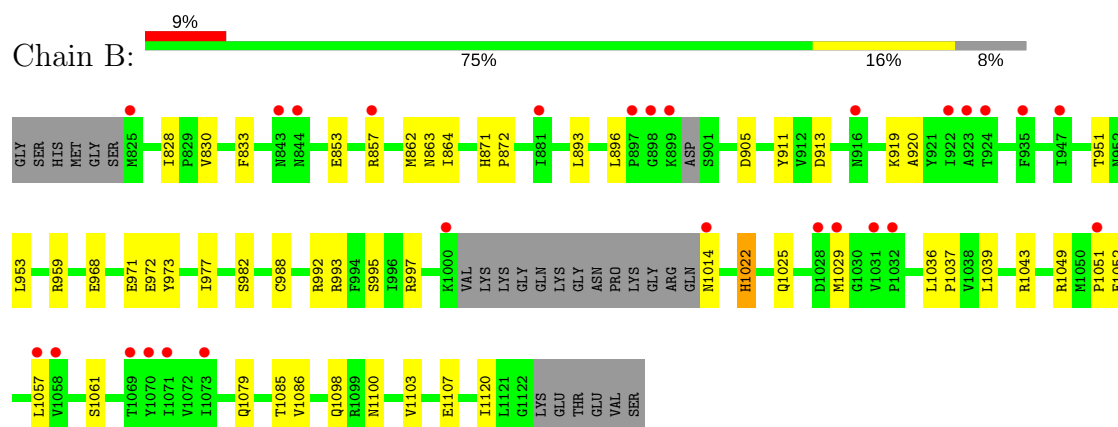 9%
Chain B:
75% 16% 8%
GLY SER HIS MET GLY SER M825 I828 P829 V830 F833 N843 N844 E853 R857 M862 N863 I864 H871 P872 I881 L893 L896 P897 G898 K899 ASP S901 D905 Y911 V912 D913 N916 K919 A920 Y921 I922 A923 T924 F935 I947 T951 N952
L953 R959 E968 E971 E972 Y973 I977 S982 C988 R992 R993 F994 S995 I996 R997 K1000 VAL LYS LYS GLY GLN LYS GLY ASN PRO LYS GLY ARG GLN N1014 H1022 Q1025 D1028 M1029 G1030 V1031 P1032 L1036 P1037 V1038 L1039 R1043 R1049 M1050 P1051 E1052
L1057 V1058 S1061 T1069 Y1070 I1071 V1072 I1073 Q1079 T1085 V1086 Q1098 R1099 N1100 V1103 E1107 I1120 L1121 G1122 LYS GLU THR GLU VAL SER